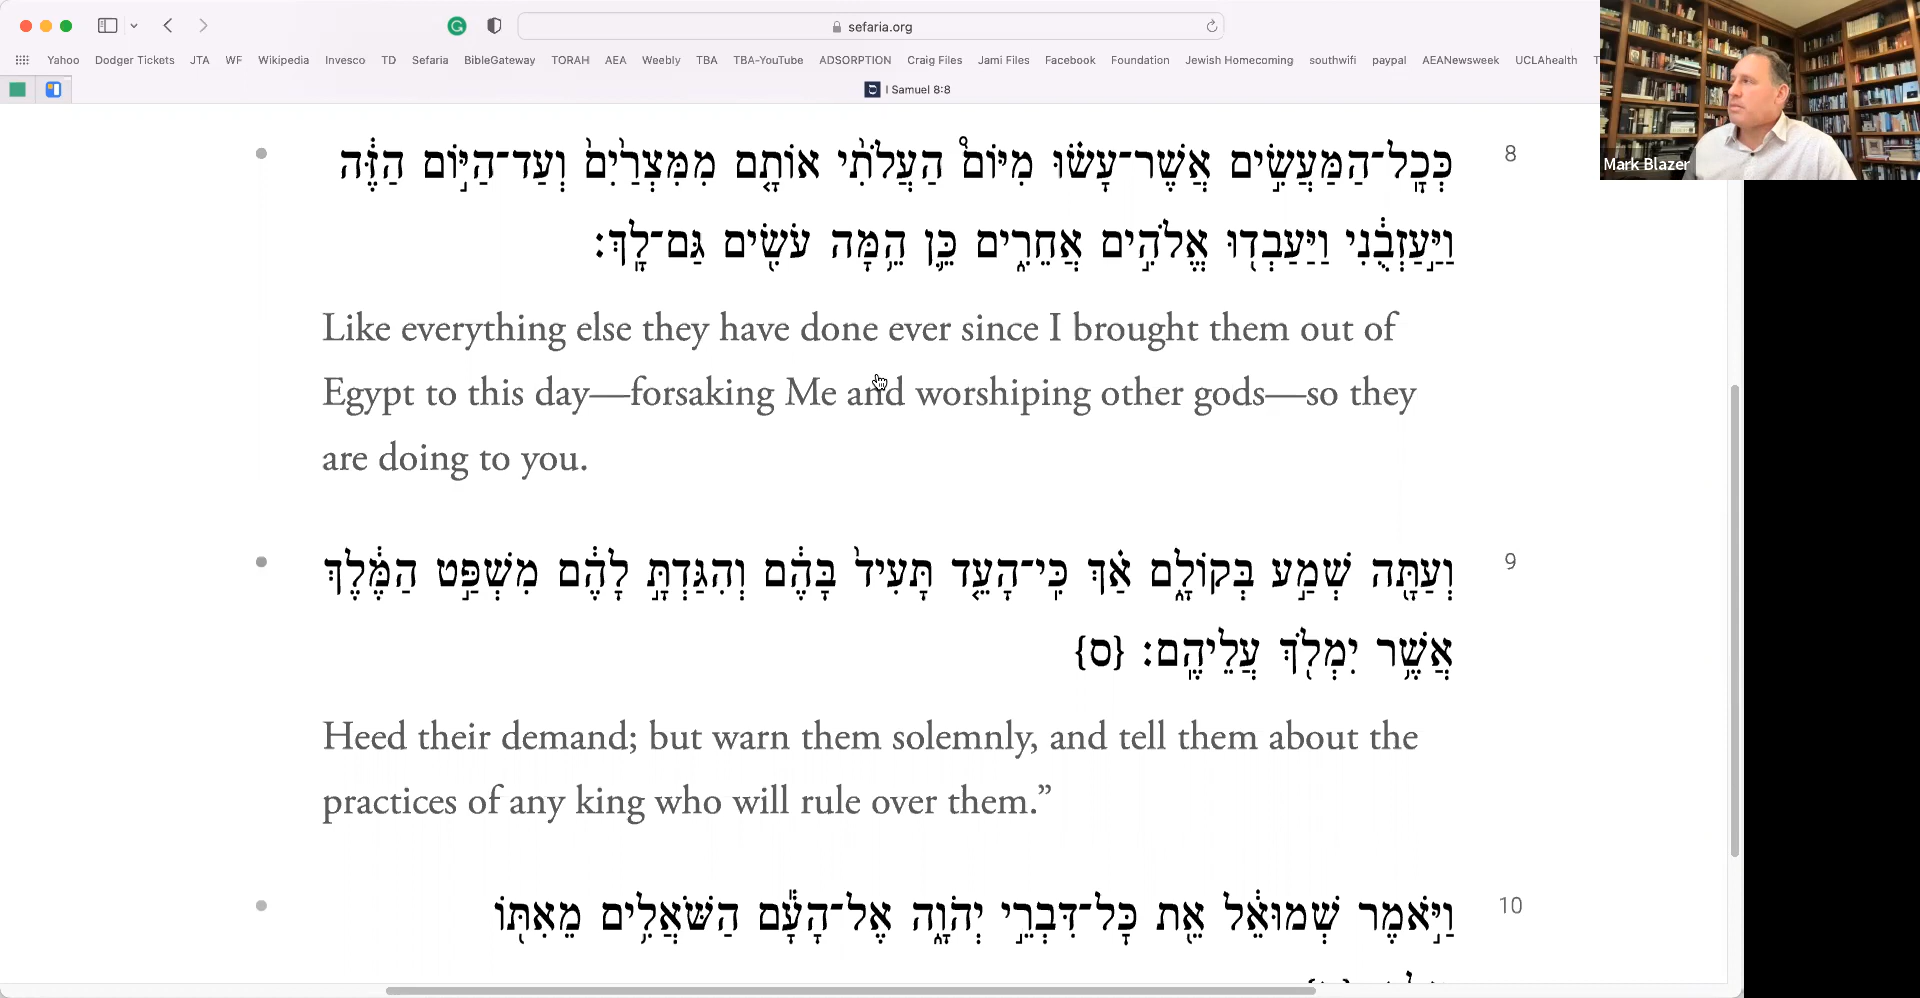 sefaria.org
Yahoo Dodger Tickets JTA WF Wikipedia Invesco TD Sefaria BibleGateway TORAH AEA Weebly TBA TBA-YouTube ADSORPTION Craig Files Jami Files Facebook Foundation Jewish Homecoming southwifi paypal AEANewsweek UCLAhealth
I Samuel 8:8
Mark Blazer
8
כְּכׇֽל־הַמַּעֲשִׂ֣ים אֲשֶׁר־עָשׂ֗וּ מִיּוֹם֩ הַעֲלֹתִ֨י אוֹתָ֤ם מִמִּצְרַ֙יִם֙ וְעַד־הַיּ֣וֹם הַזֶּ֔ה
וַיַּ֣עַזְבֻ֔נִי וַיַּעַבְד֖וּ אֱלֹהִ֣ים אֲחֵרִ֑ים כֵּ֛ן הֵ֥מָּה עֹשִׂ֖ים גַּם־לָֽךְ׃
Like everything else they have done ever since I brought them out of
Egypt to this day—forsaking Me and worshiping other gods—so they
are doing to you.
9
וְעַתָּ֖ה שְׁמַ֣ע בְּקוֹלָ֑ם אַ֗ךְ כִּֽי־הָעֵ֤ד תָּעִיד֙ בָּהֶ֔ם וְהִגַּדְתָּ֣ לָהֶ֔ם מִשְׁפַּ֣ט הַמֶּ֔לֶךְ
אֲשֶׁ֥ר יִמְלֹ֖ךְ עֲלֵיהֶֽם׃ {ס}
Heed their demand; but warn them solemnly, and tell them about the
practices of any king who will rule over them.”
10
וַיֹּ֣אמֶר שְׁמוּאֵ֔ל אֵ֖ת כׇּל־דִּבְרֵ֣י יְהֹוָ֑ה אֶל־הָעָ֕ם הַשֹּׁאֲלִ֥ים מֵאִתּ֖וֹ